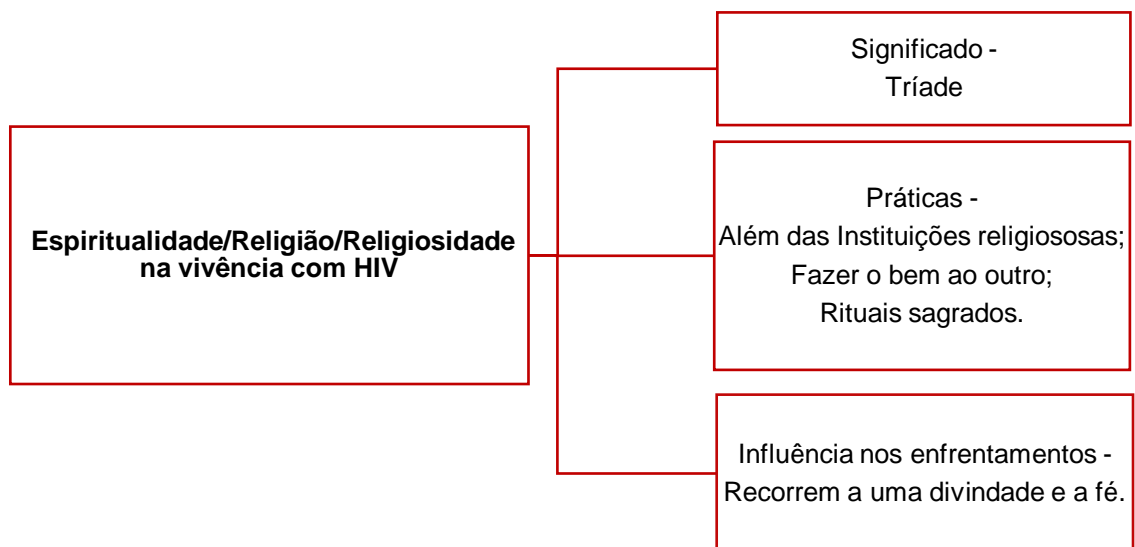 Espiritualidade/Religião/Religiosidade
na vivência com HIV
Significado -
Tríade
Práticas -
Além das Instituições religiososas;
Fazer o bem ao outro;
Rituais sagrados.
Influência nos enfrentamentos -
Recorrem a uma divindade e a fé.